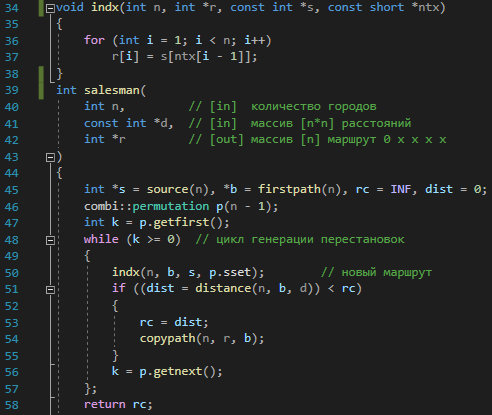 34 void indx(int n, int *r, const int *s, const short *ntx)
35 {
36 for (int i = 1; i < n; i++)
37 r[i] = s[ntx[i - 1]];
38 }
39 int salesman(
40 int n, // [in] количество городов
41 const int *d, // [in] массив [n*n] расстояний
42 int *r // [out] массив [n] маршрут 0 x x x x
43 )
44 {
45 int *s = source(n), *b = firstpath(n), rc = INF, dist = 0;
46 combi::permutation p(n - 1);
47 int k = p.getfirst();
48 while (k >= 0) // цикл генерации перестановок
49 {
50 indx(n, b, s, p.sset); // новый маршрут
51 if ((dist = distance(n, b, d)) < rc)
52 {
53 rc = dist;
54 copypath(n, r, b);
55 }
56 k = p.getnext();
57 };
58 return rc;